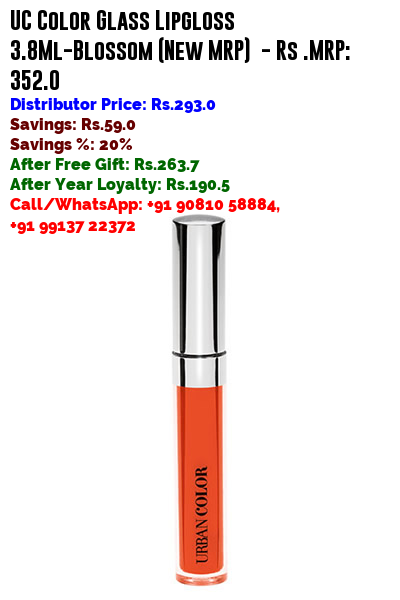 UC Color Glass Lipgloss
3.8Ml-Blossom (New MRP)  - Rs .MRP:
352.0
Distributor Price: Rs.293.0
Savings: Rs.59.0
Savings %: 20%
After Free Gift: Rs.263.7
After Year Loyalty: Rs.190.5
Call/WhatsApp: +91 90810 58884,
+91 99137 22372
URBAN COLOR